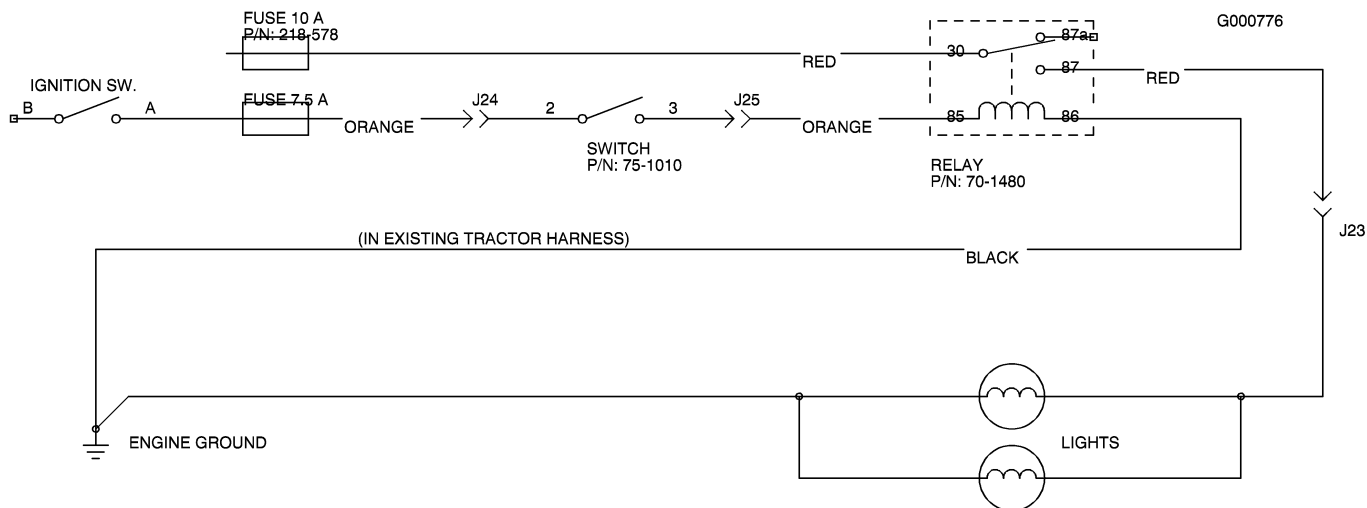 FUSE 10 A
P/N: 218-578
G000776
87a
30
RED
87
RED
IGNITION SW.
B
A
FUSE 7.5 A
J24
2
3
J25
ORANGE
ORANGE
85
86
SWITCH
P/N: 75-1010
RELAY
P/N: 70-1480
J23
(IN EXISTING TRACTOR HARNESS)
BLACK
ENGINE GROUND
LIGHTS